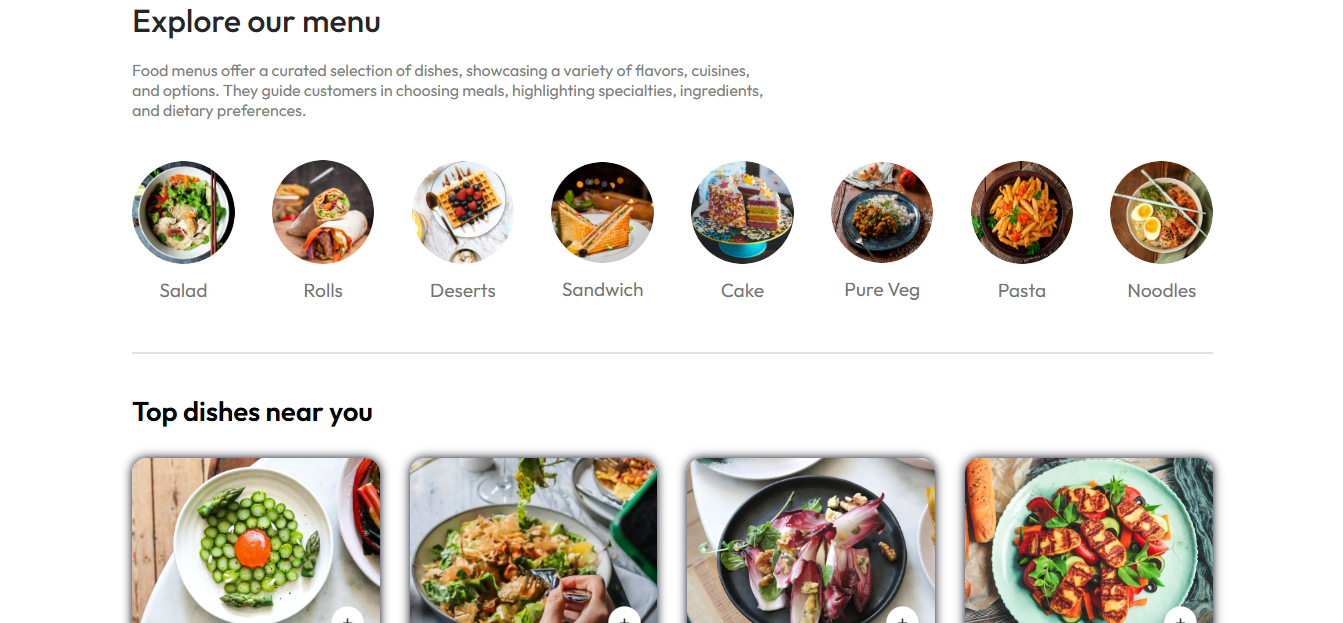 Explore our menu
Food menus offer a curated selection of dishes, showcasing a variety of flavors, cuisines,
and options. They guide customers in choosing meals, highlighting specialties, ingredients,
and dietary preferences.
Salad
Rolls
Deserts
Sandwich
Cake
Pure Veg
Pasta
Noodles
Top dishes near you